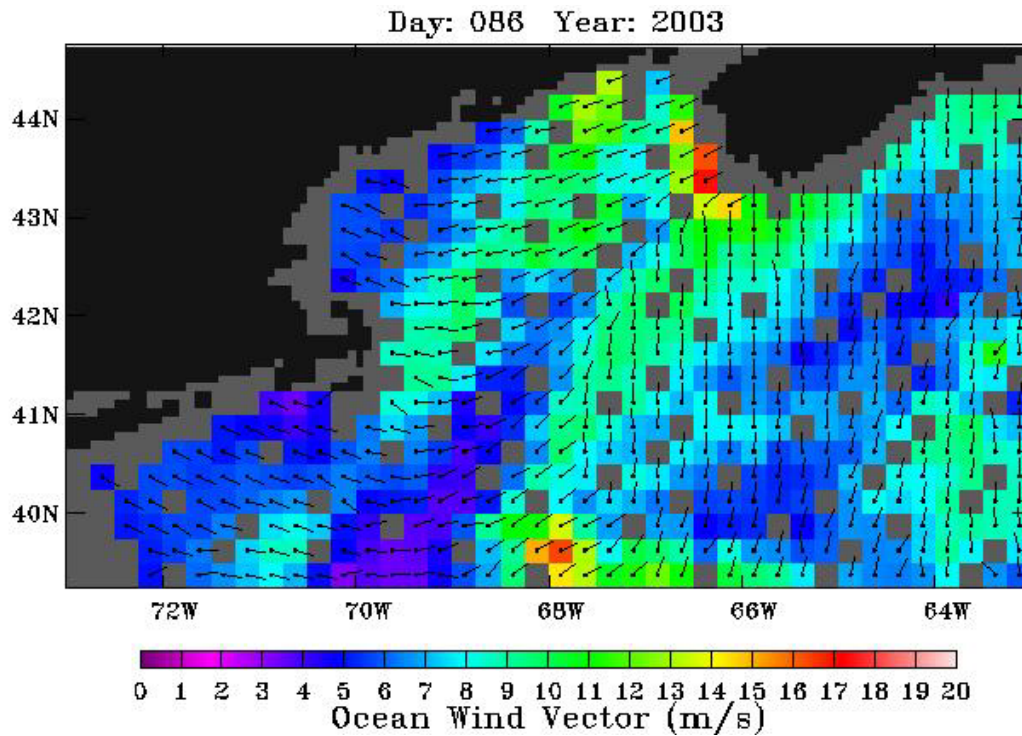 Day: 086 Year: 2003
44N
43N
42N
41N
40N
72W 70W 68W 66W 64W
0 1 2 3 4 5 6 7 8 9 10 11 12 13 14 15 16 17 18 19 20
Ocean Wind Vector (m/s)